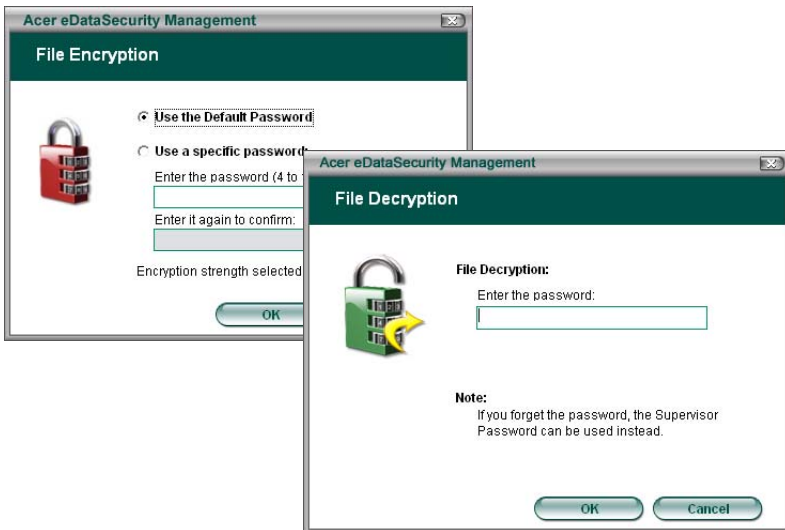 Acer eDataSecurity Management
File Encryption
Use the Default Password
Use a specific password:
Enter the password (4 to
Enter it again to confirm:
Encryption strength selected
OK
Acer eDataSecurity Management
File Decryption
File Decryption:
Enter the password:
Note:
If you forget the password, the Supervisor
Password can be used instead.
OK
Cancel